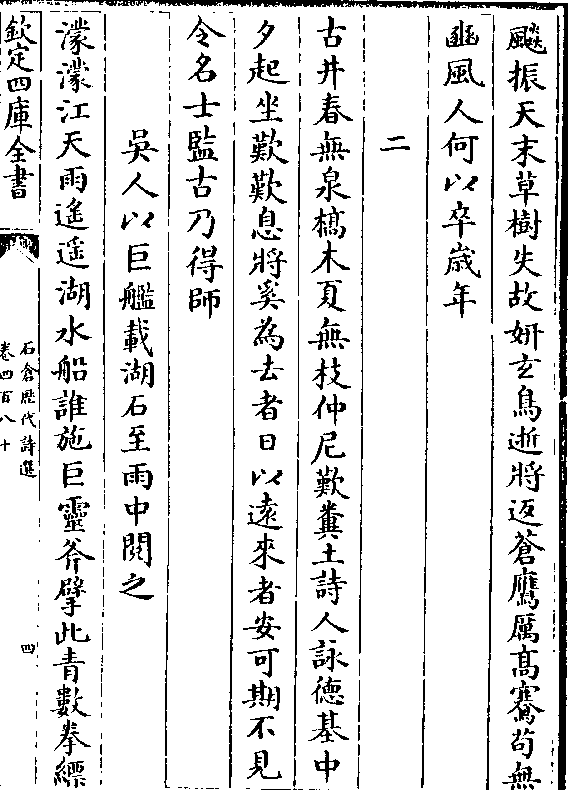 飈振天末草樹失故妍玄鳥逝將返蒼鷹厲髙騫茍無
豳風人何以卒歳年
二
古井春無泉槁木夏無枝仲尼歎糞土詩人詠德基中
夕起坐歎歎息將奚為去者日以逺來者安可期不見
令名士監古乃得師
吳人以巨艦載湖石至雨中閱之
濛濛江天雨遙遥湖水船誰施巨靈斧擘此青數拳縹
欽定四庫全書
石倉歴代詩選
卷四百八十
四